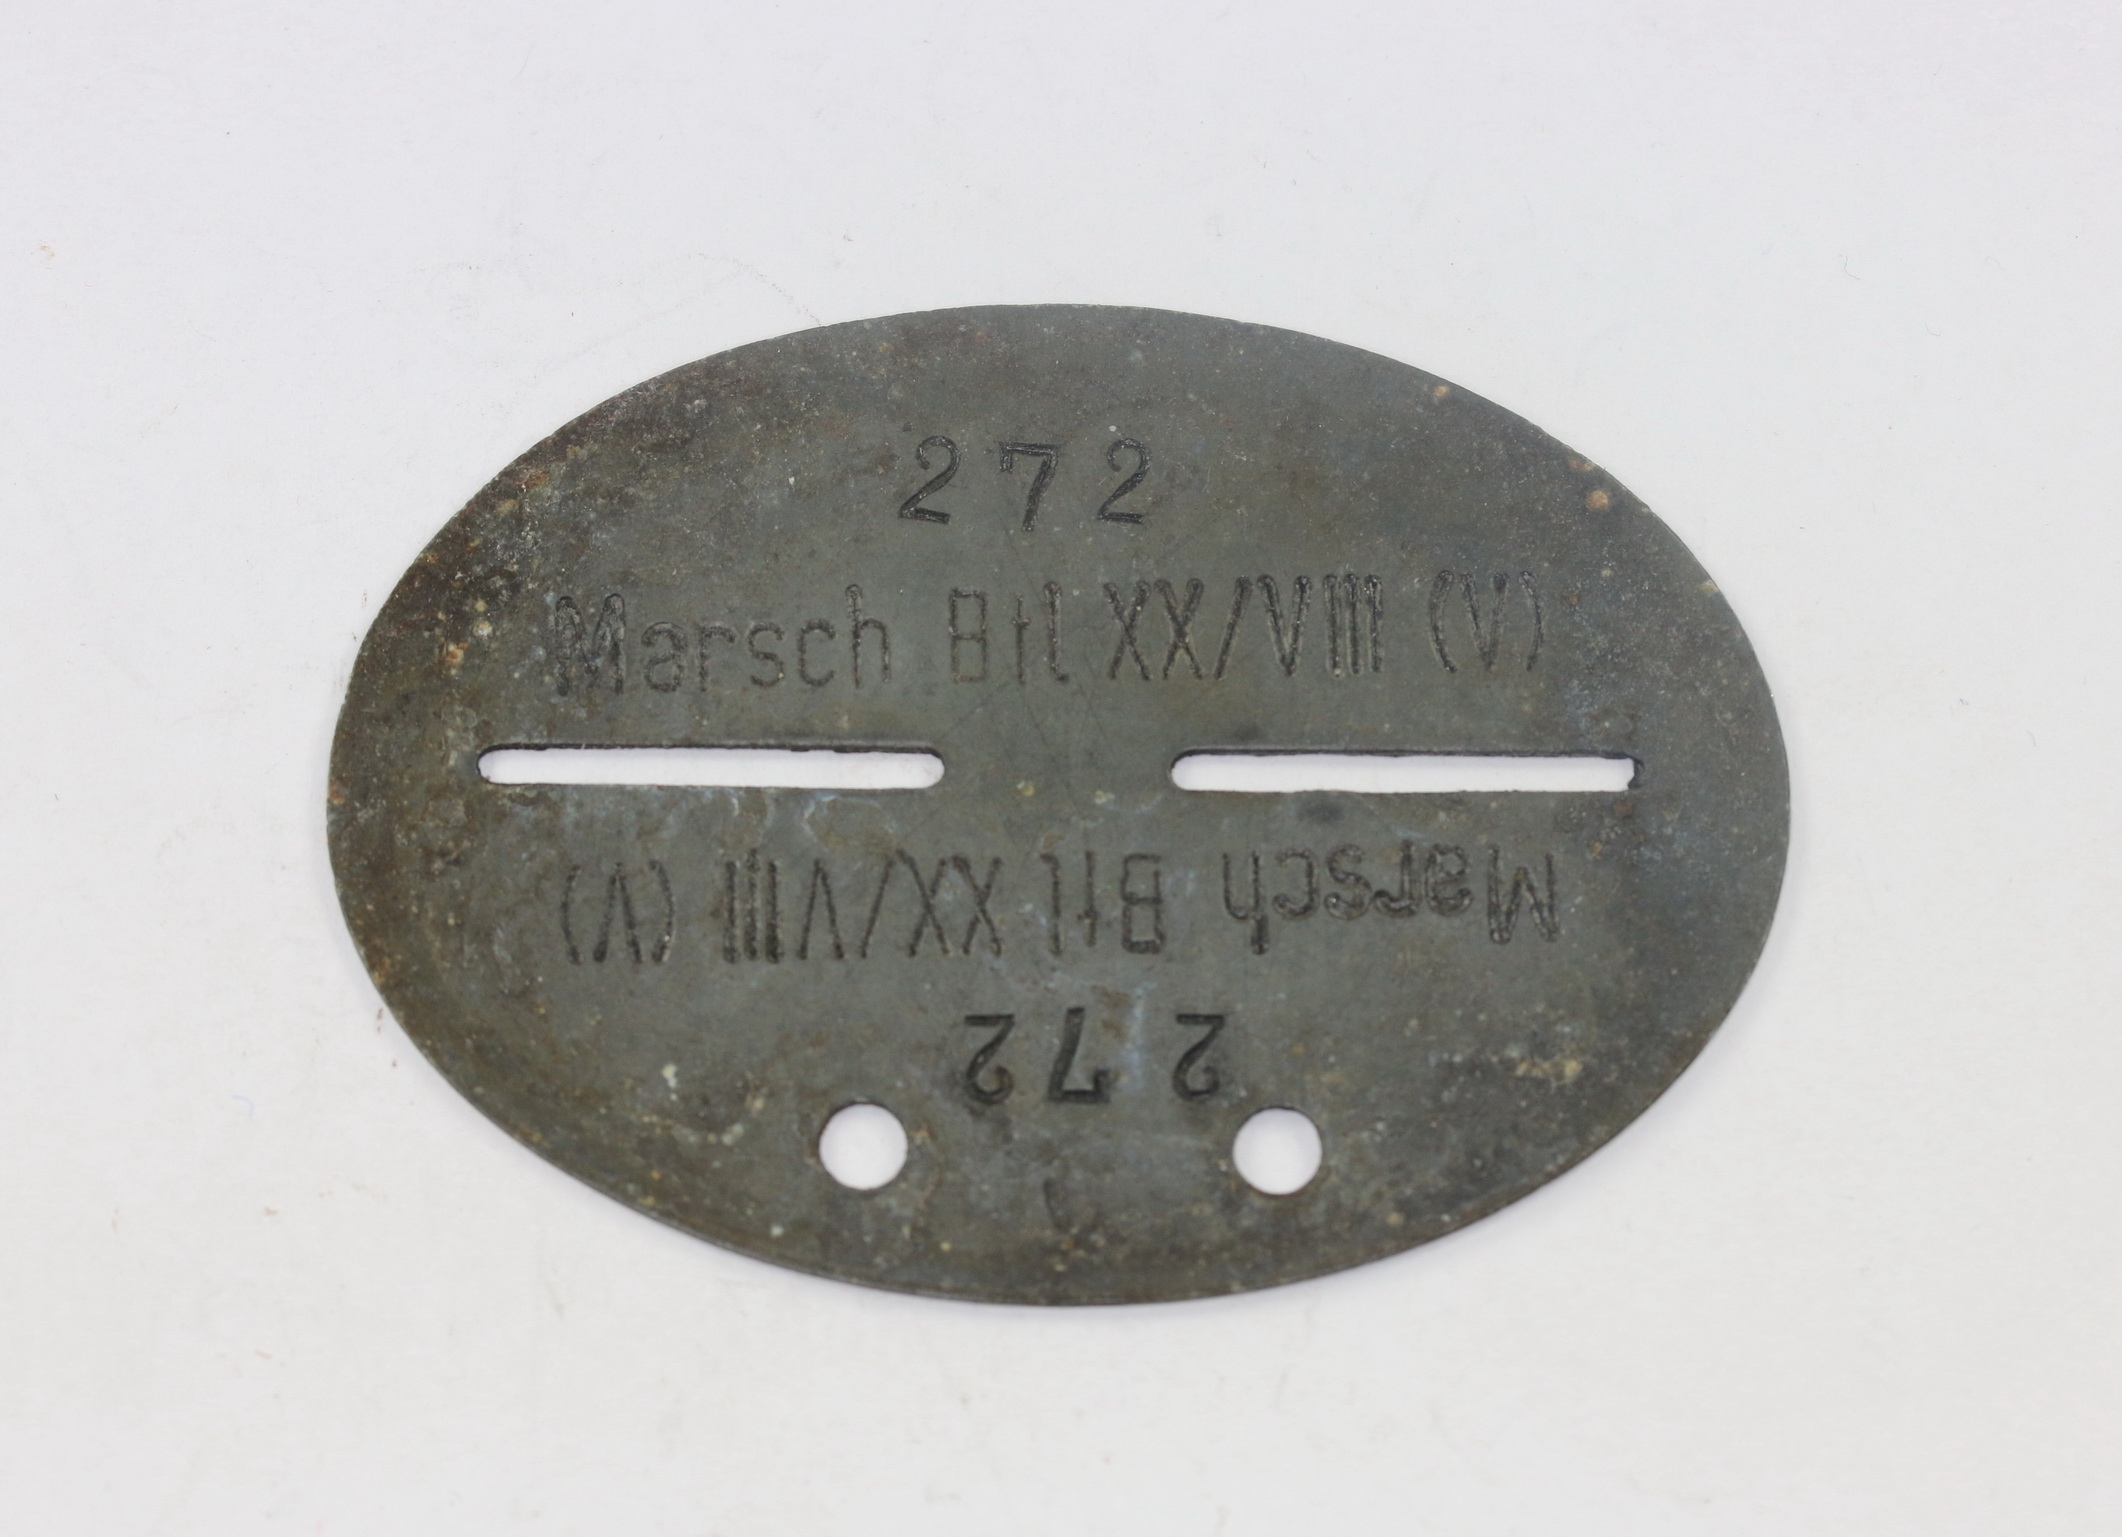 272
Marsch Btl XX/VIII (V)
Marsch Btl XX/VIII (V)
272